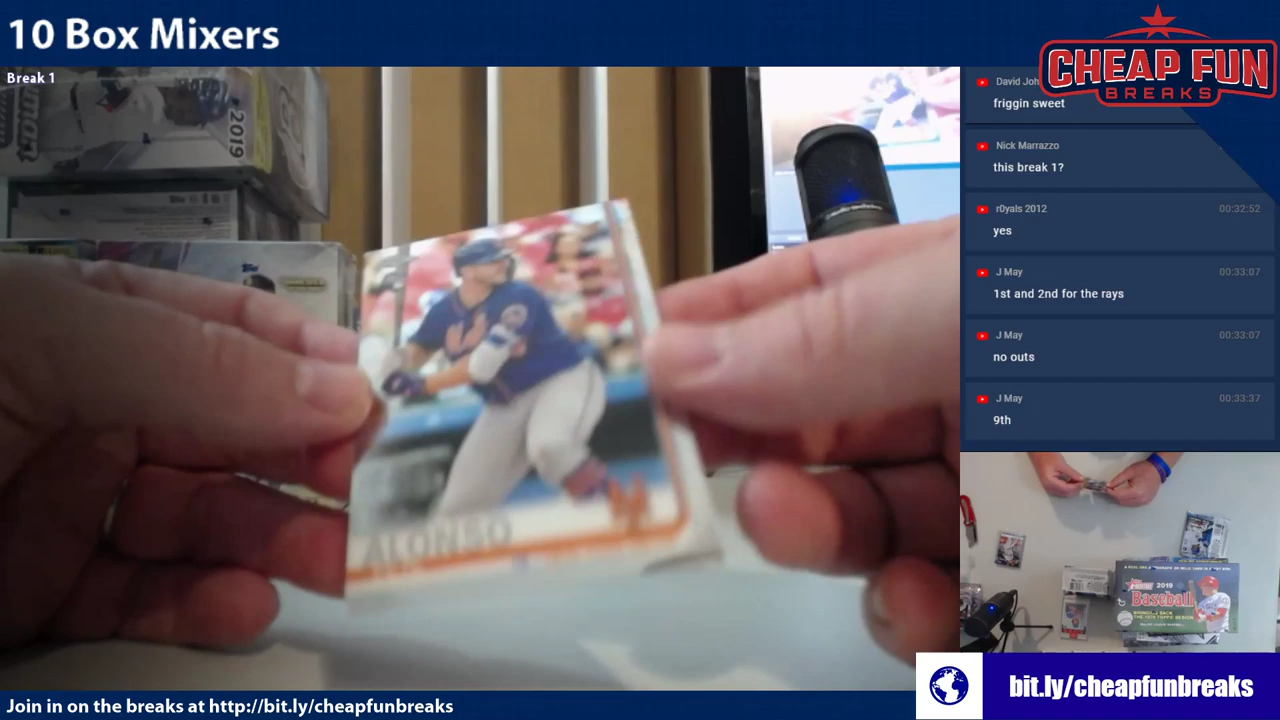 10 Box Mixers
CHEAP FUN
BREAKS
Break 1
2019
David Joh
friggin sweet
Nick Marrazzo
this break 1?
r0yals 2012
00:32:52
yes
J May
00:33:07
1st and 2nd for the rays
J May
00:33:07
no outs
J May
00:33:37
9th
ALONSO
2019
Baseball
bit.ly/cheapfunbreaks
Join in on the breaks at http://bit.ly/cheapfunbreaks